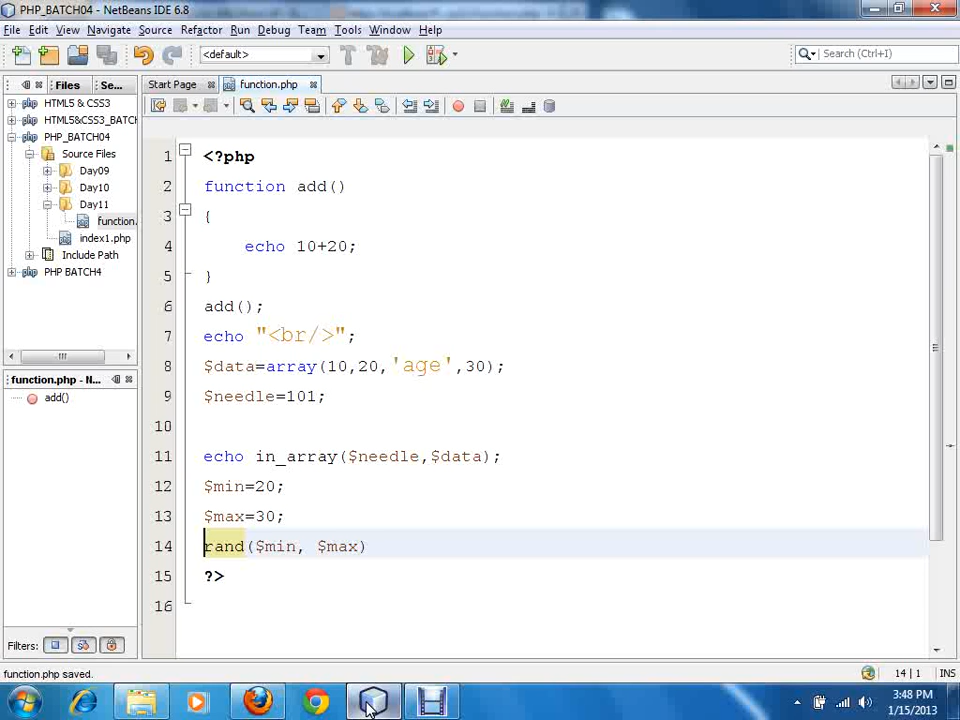 PHP_BATCH04 - NetBeans IDE 6.8
File Edit View Navigate Source Refactor Run Debug Team Tools Window Help
<default>
Search (Ctrl+I)
Files Se...
Start Page function.php
HTML5 & CSS3
HTML5&CSS3_BATCH
PHP_BATCH04
Source Files
Day09
Day10
Day11
function.
index1.php
Include Path
PHP BATCH4
1 <?php
2 function add()
3 {
4 echo 10+20;
5 }
6 add();
7 echo "<br/>";
8 $data=array(10,20,'age',30);
9 $needle=101;
10
11 echo in_array($needle,$data);
12 $min=20;
13 $max=30;
14 rand($min, $max)
15 ?>
16
function.php - N...
add()
Filters:
function.php saved.
14 | 1 INS
3:48 PM
1/15/2013